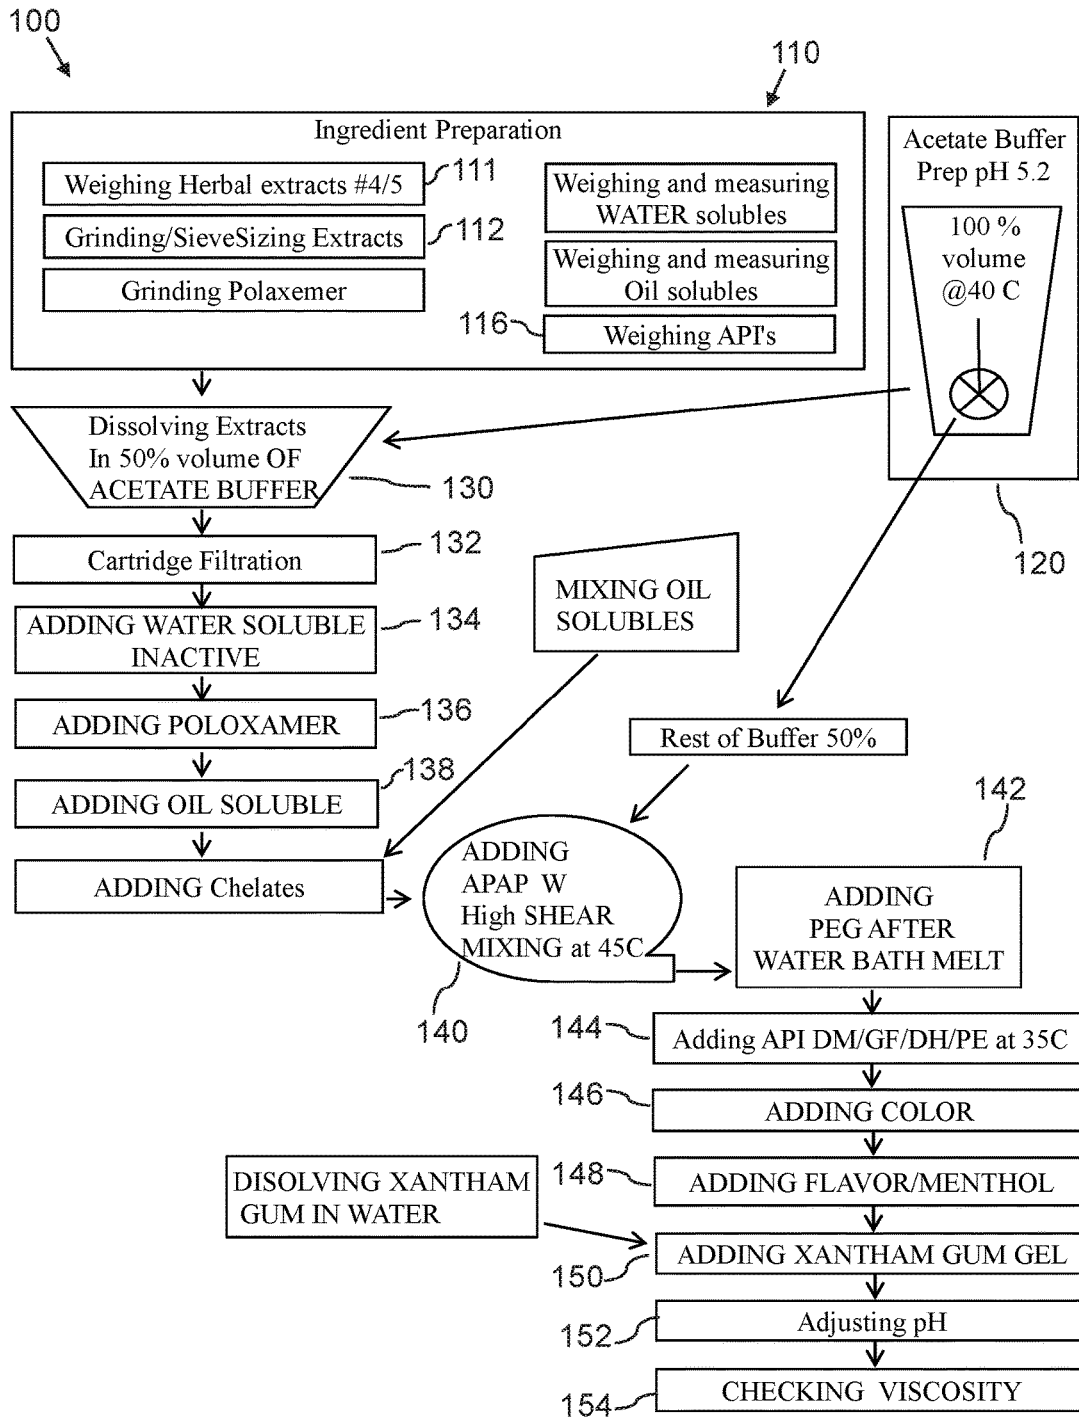 100
110
Ingredient Preparation
Weighing Herbal extracts #4/5
111
Grinding/SieveSizing Extracts
112
Grinding Polaxemer
Weighing and measuring
WATER solubles
Weighing and measuring
Oil solubles
116
Weighing API's
Acetate Buffer
Prep pH 5.2
100 %
volume
@40 C
120
Dissolving Extracts
In 50% volume OF
ACETATE BUFFER
130
Cartridge Filtration
132
ADDING WATER SOLUBLE
INACTIVE
134
ADDING POLOXAMER
136
ADDING OIL SOLUBLE
138
ADDING Chelates
MIXING OIL
SOLUBLES
Rest of Buffer 50%
ADDING
APAP W
High SHEAR
MIXING at 45C
140
142
ADDING
PEG AFTER
WATER BATH MELT
144
Adding API DM/GF/DH/PE at 35C
146
ADDING COLOR
148
ADDING FLAVOR/MENTHOL
DISOLVING XANTHAM
GUM IN WATER
150
ADDING XANTHAM GUM GEL
152
Adjusting pH
154
CHECKING VISCOSITY